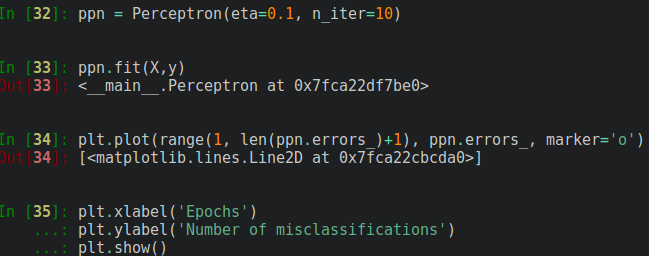 In [32]: ppn = Perceptron(eta=0.1, n_iter=10)
In [33]: ppn.fit(X,y)
Out[33]: <__main__.Perceptron at 0x7fca22df7be0>
In [34]: plt.plot(range(1, len(ppn.errors_)+1), ppn.errors_, marker='o')
Out[34]: [<matplotlib.lines.Line2D at 0x7fca22cbcda0>]
In [35]: plt.xlabel('Epochs')
...: plt.ylabel('Number of misclassifications')
...: plt.show()